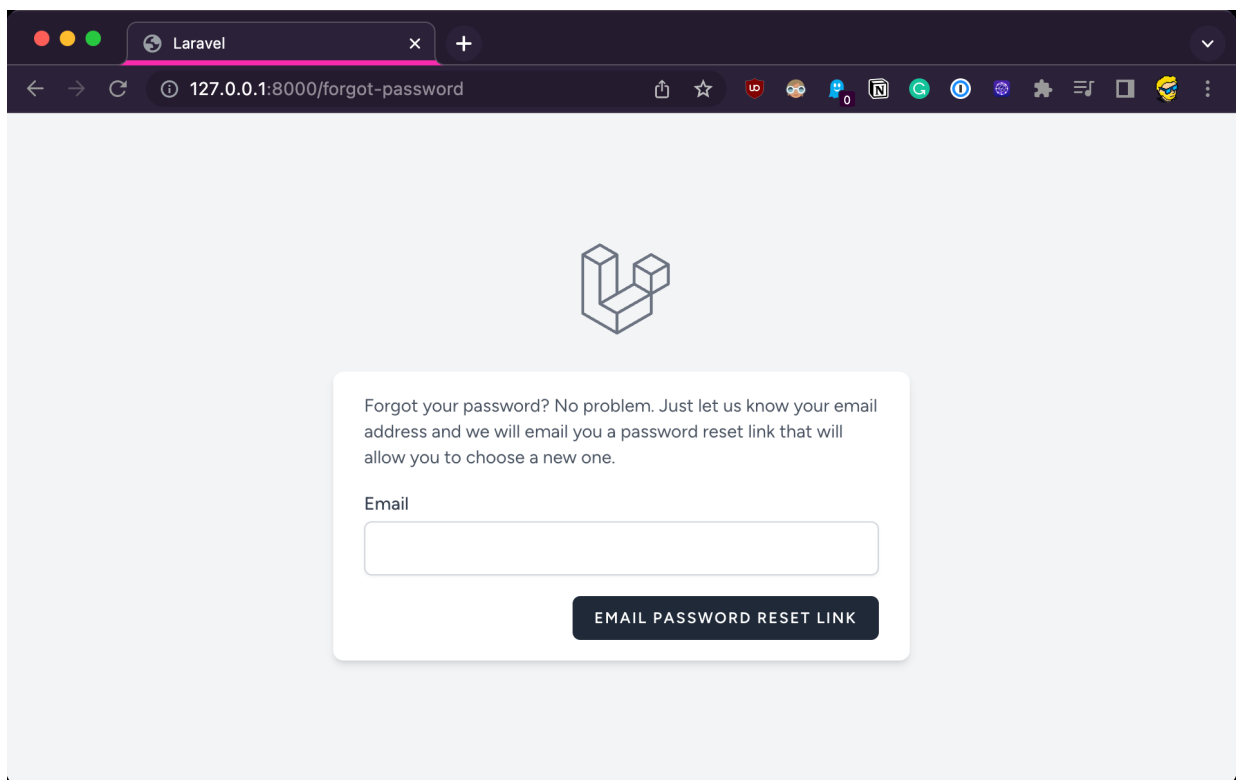 Laravel
127.0.0.1:8000/forgot-password
0
Forgot your password? No problem. Just let us know your email
address and we will email you a password reset link that will
allow you to choose a new one.
Email
EMAIL PASSWORD RESET LINK